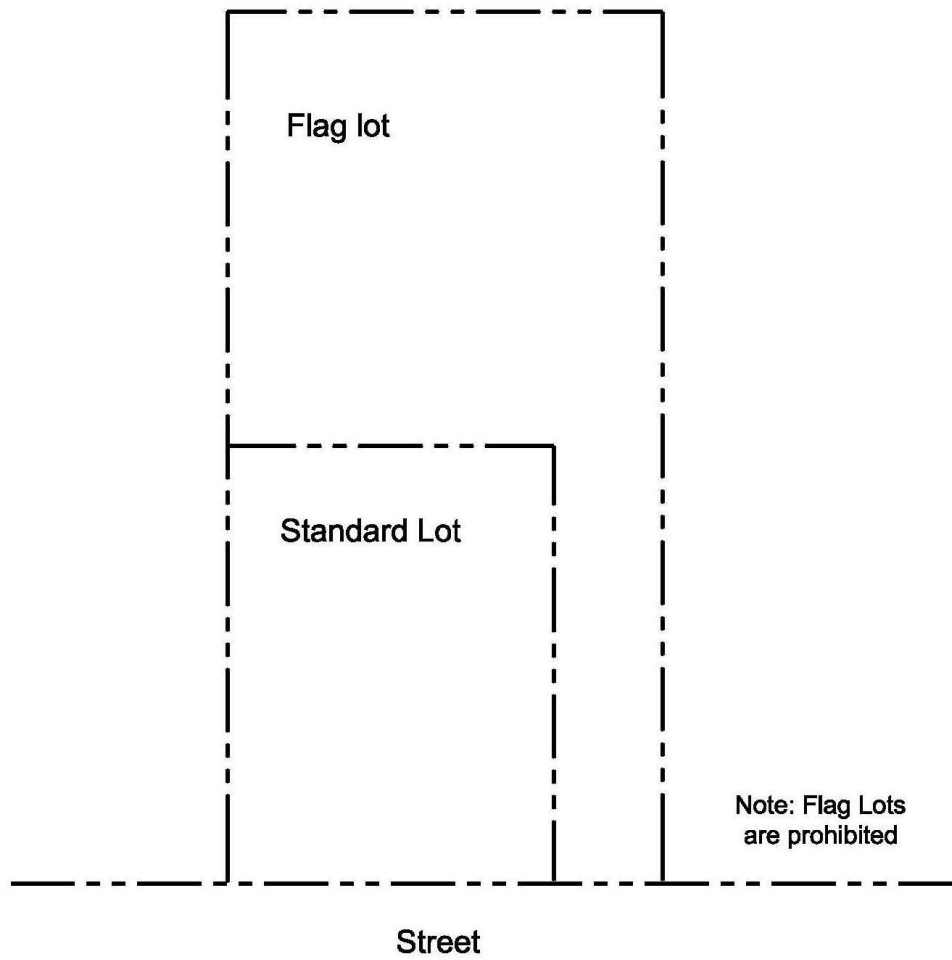 Flag lot
Standard Lot
Note: Flag Lots
are prohibited
Street